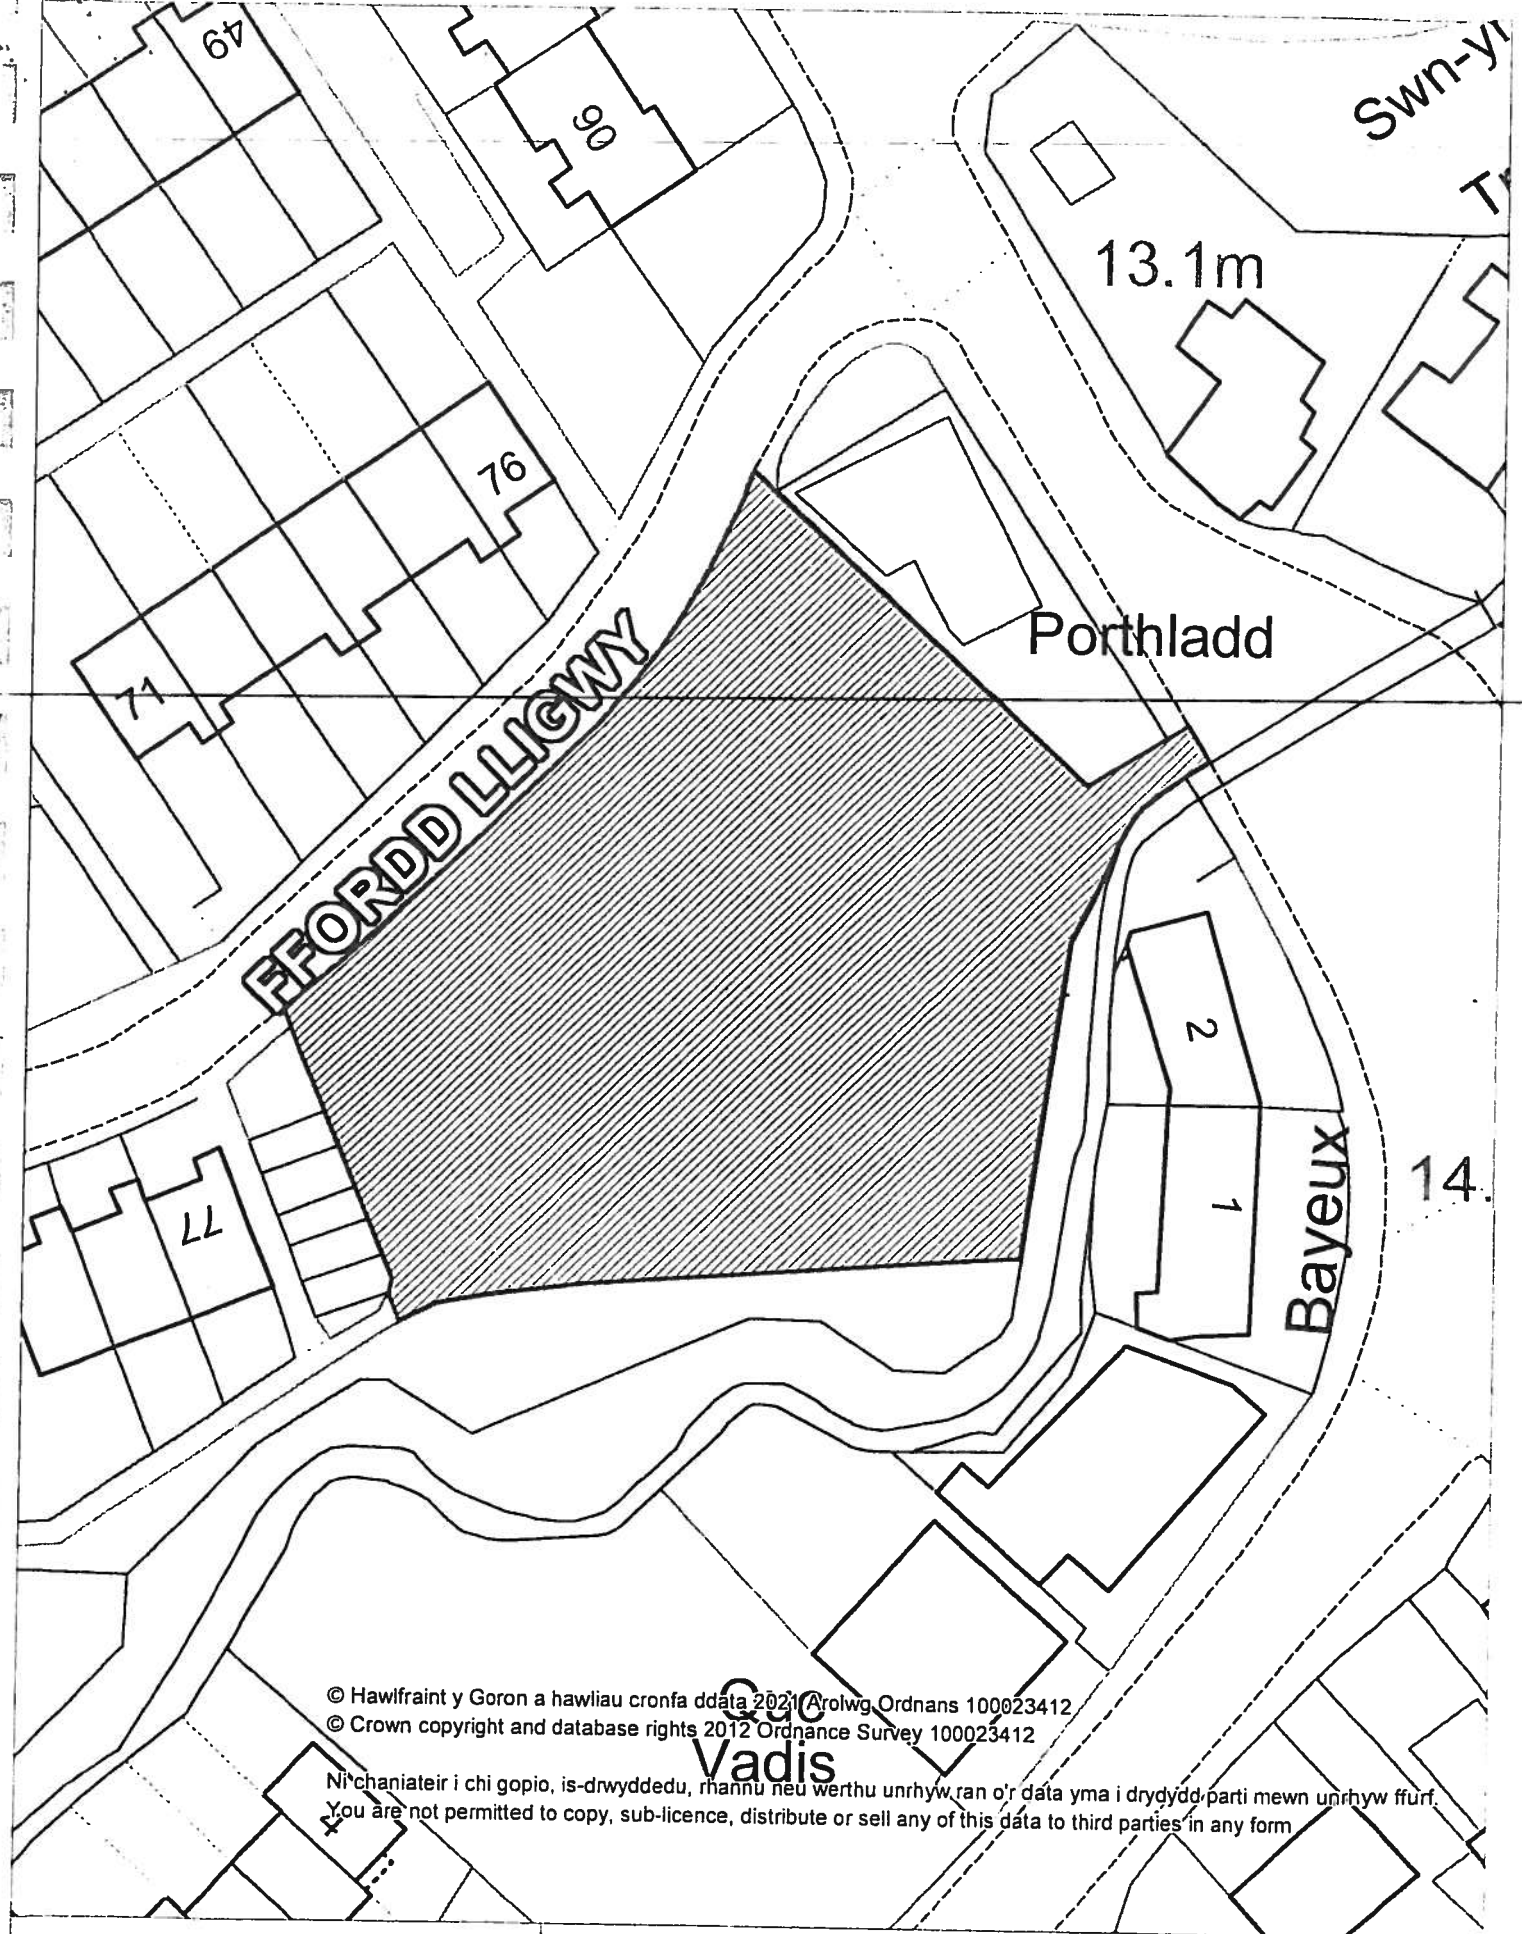 49
90
Swn-y
13.1m
76
Porthladd
71
FFORDD LLIGWY
2
77
1
Bayeux
14.
© Hawlfraint y Goron a hawliau cronfa ddata 2021 Arolwg Ordnans 100023412
© Crown copyright and database rights 2012 Ordnance Survey 100023412
Quo
Vadis
Ni chaniateir i chi gopio, is-drwyddedu, rhannu neu werthu unrhyw ran o'r data yma i drydydd parti mewn unrhyw ffurf.
You are not permitted to copy, sub-licence, distribute or sell any of this data to third parties in any form
4